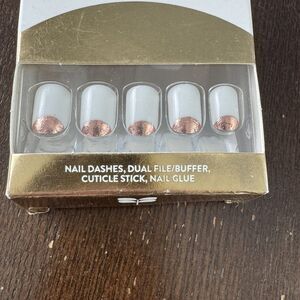 NAIL DASHES, DUAL FILE/BUFFER,
CUTICLE STICK, NAIL GLUE